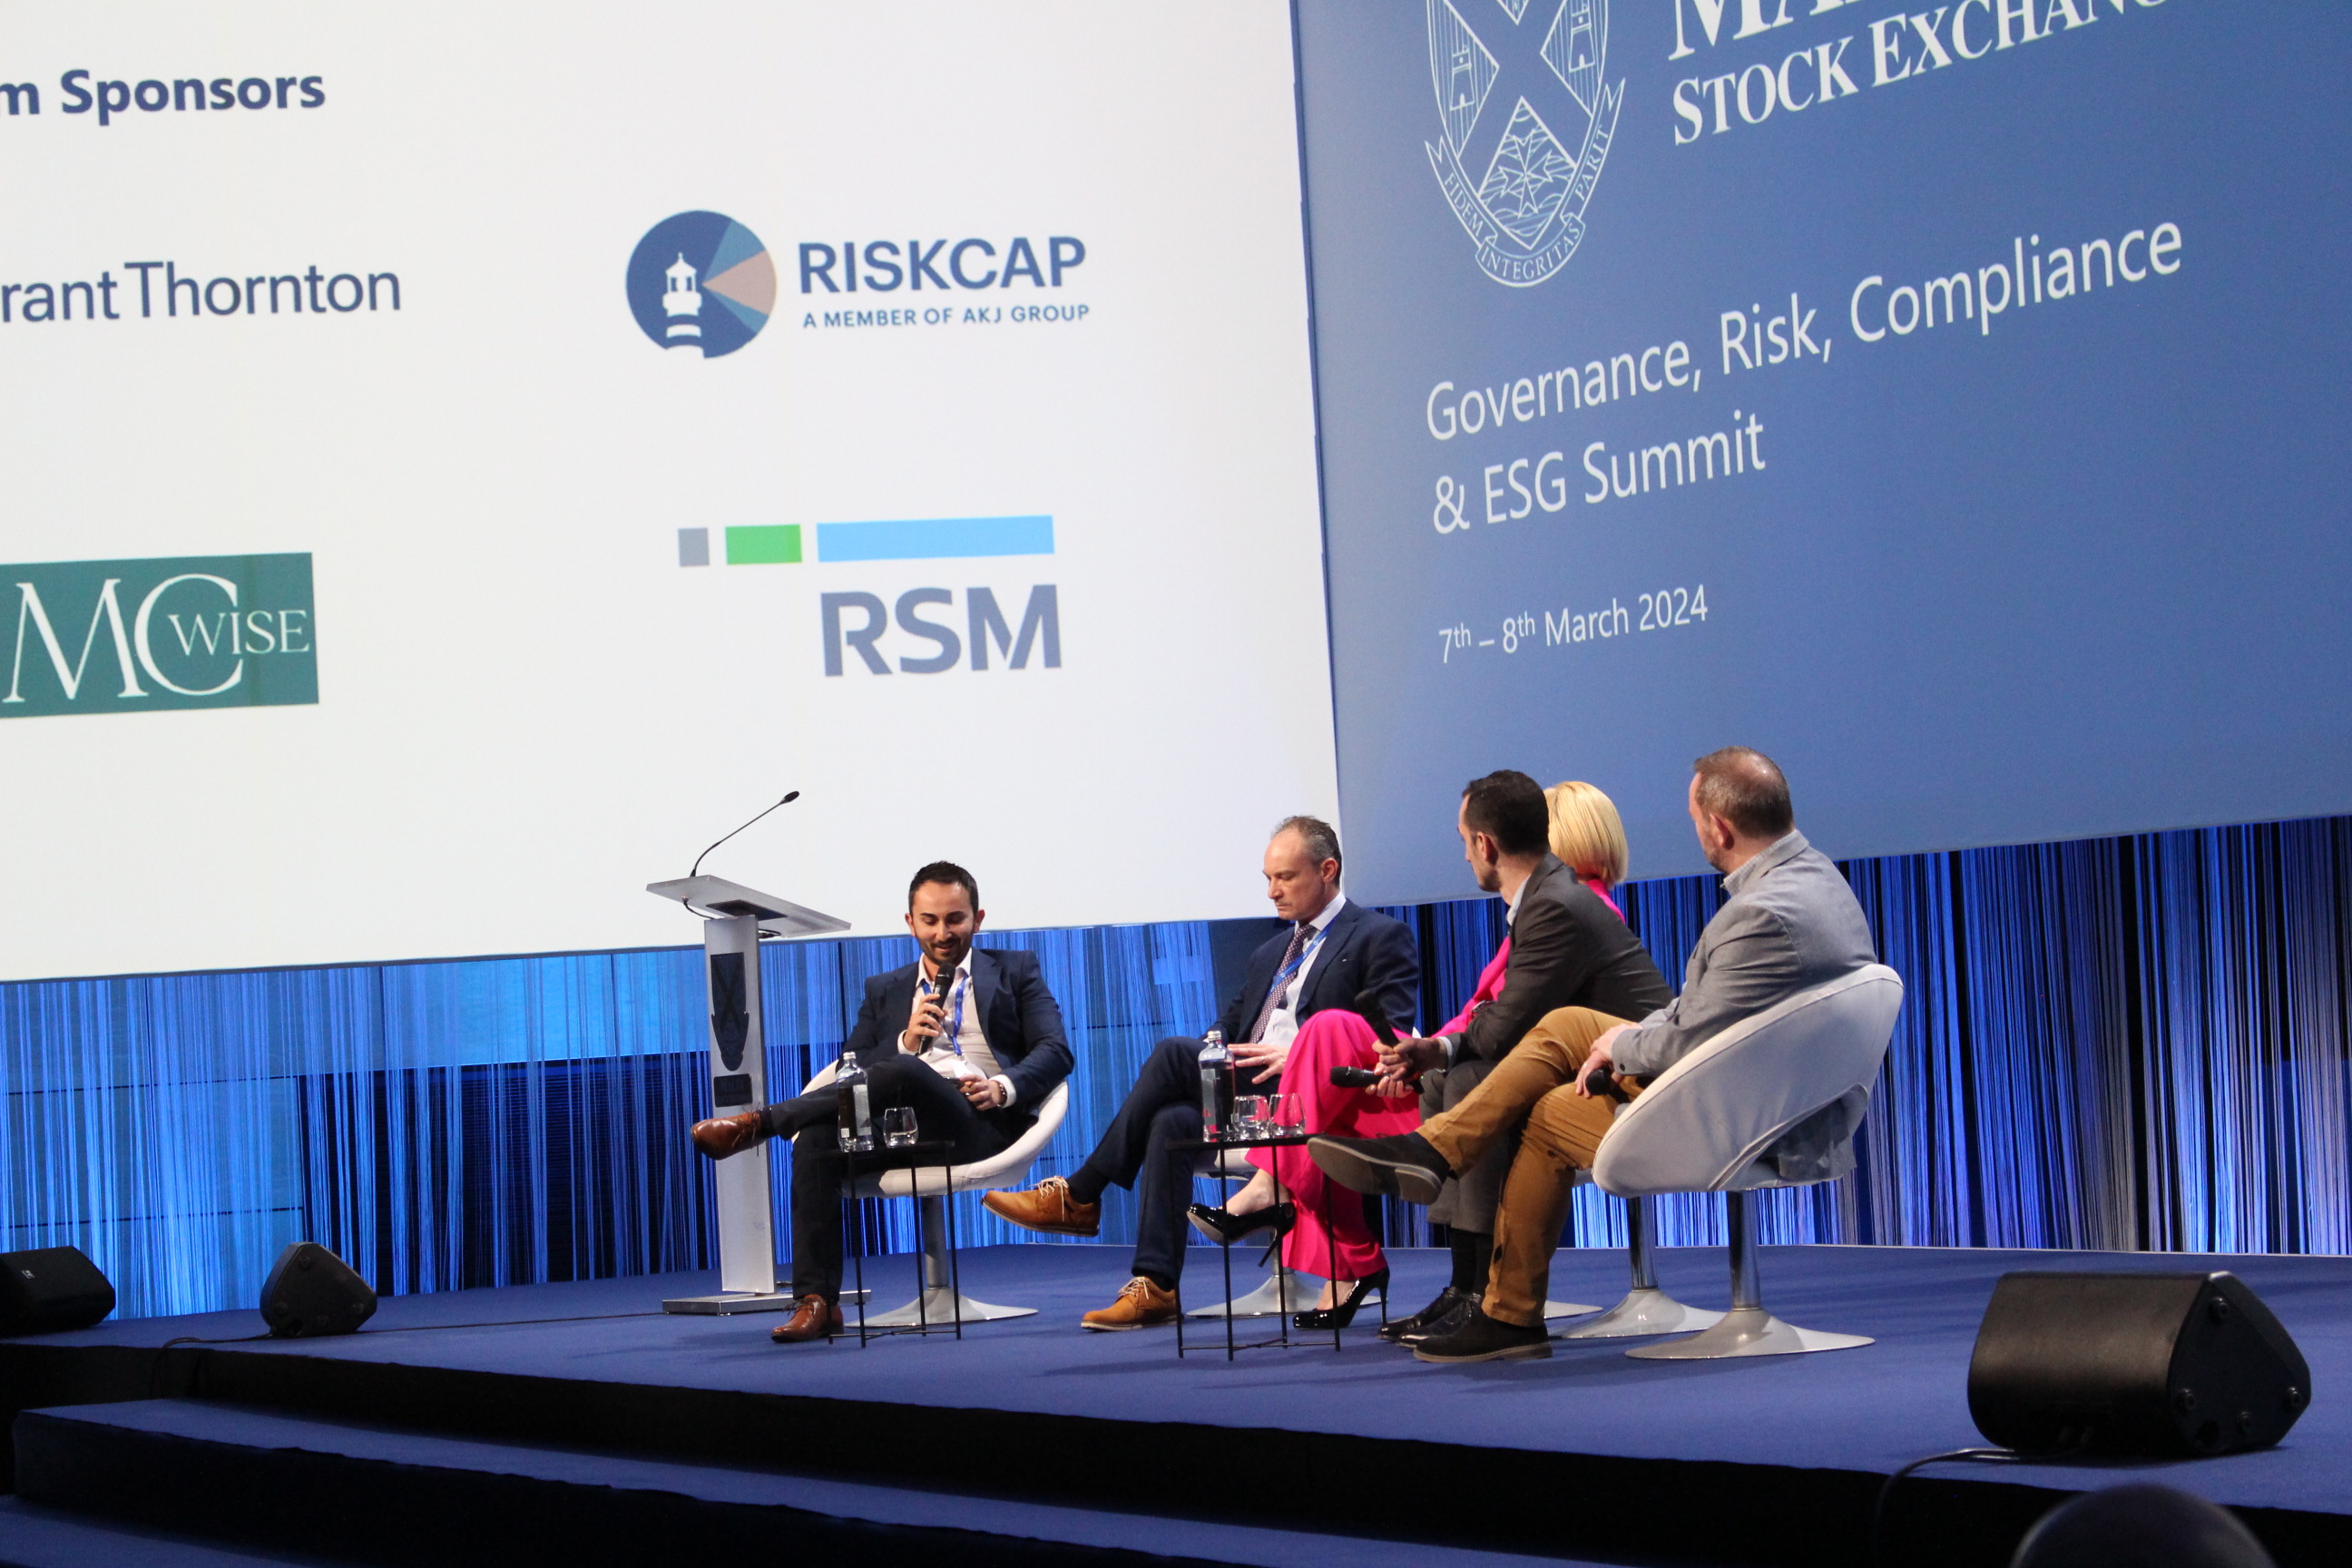 m Sponsors
rant Thornton
RISKCAP
A MEMBER OF AKJ GROUP
MC WISE
RSM
STOCK EXCHANG
FIDEM INTEGRITAS PARIT
Governance, Risk, Compliance
& ESG Summit
7th – 8th March 2024